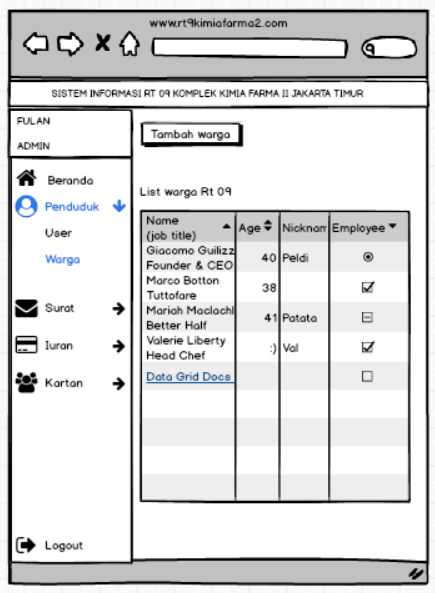 www.rt9kimiafarma2.com
SISTEM INFORMASI RT 09 KOMPLEK KIMIA FARMA II JAKARTA TIMUR
FULAN
ADMIN
Beranda
Penduduk
User
Warga
Surat
Iuran
Kartan
Logout
Tambah warga
List warga Rt 09
Name
(job title)
Age
Nicknam
Employee
Giacomo Guilizz
Founder & CEO
40
Peldi
Marco Botton
Tuttofare
38
Mariah Maclachl
Better Half
41
Patata
Valerie Liberty
Head Chef
:)
Val
Data Grid Docs